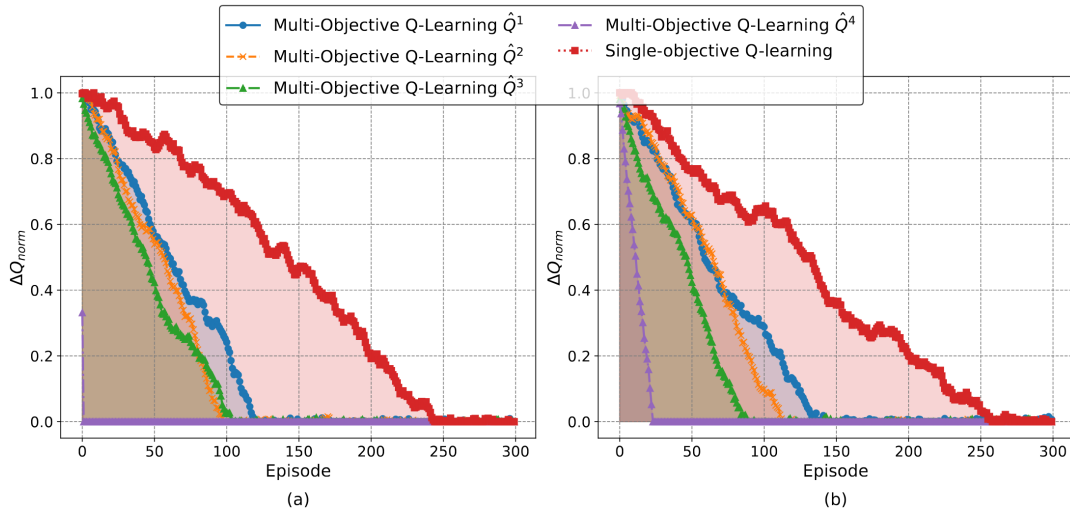 Multi-Objective Q-Learning Q̂¹
Multi-Objective Q-Learning Q̂²
Multi-Objective Q-Learning Q̂³
Multi-Objective Q-Learning Q̂⁴
Single-objective Q-learning
1.0
0.8
0.6
0.4
0.2
0.0
ΔQnorm
0 50 100 150 200 250 300
Episode
(a)
1.0
0.8
0.6
0.4
0.2
0.0
ΔQnorm
0 50 100 150 200 250 300
Episode
(b)